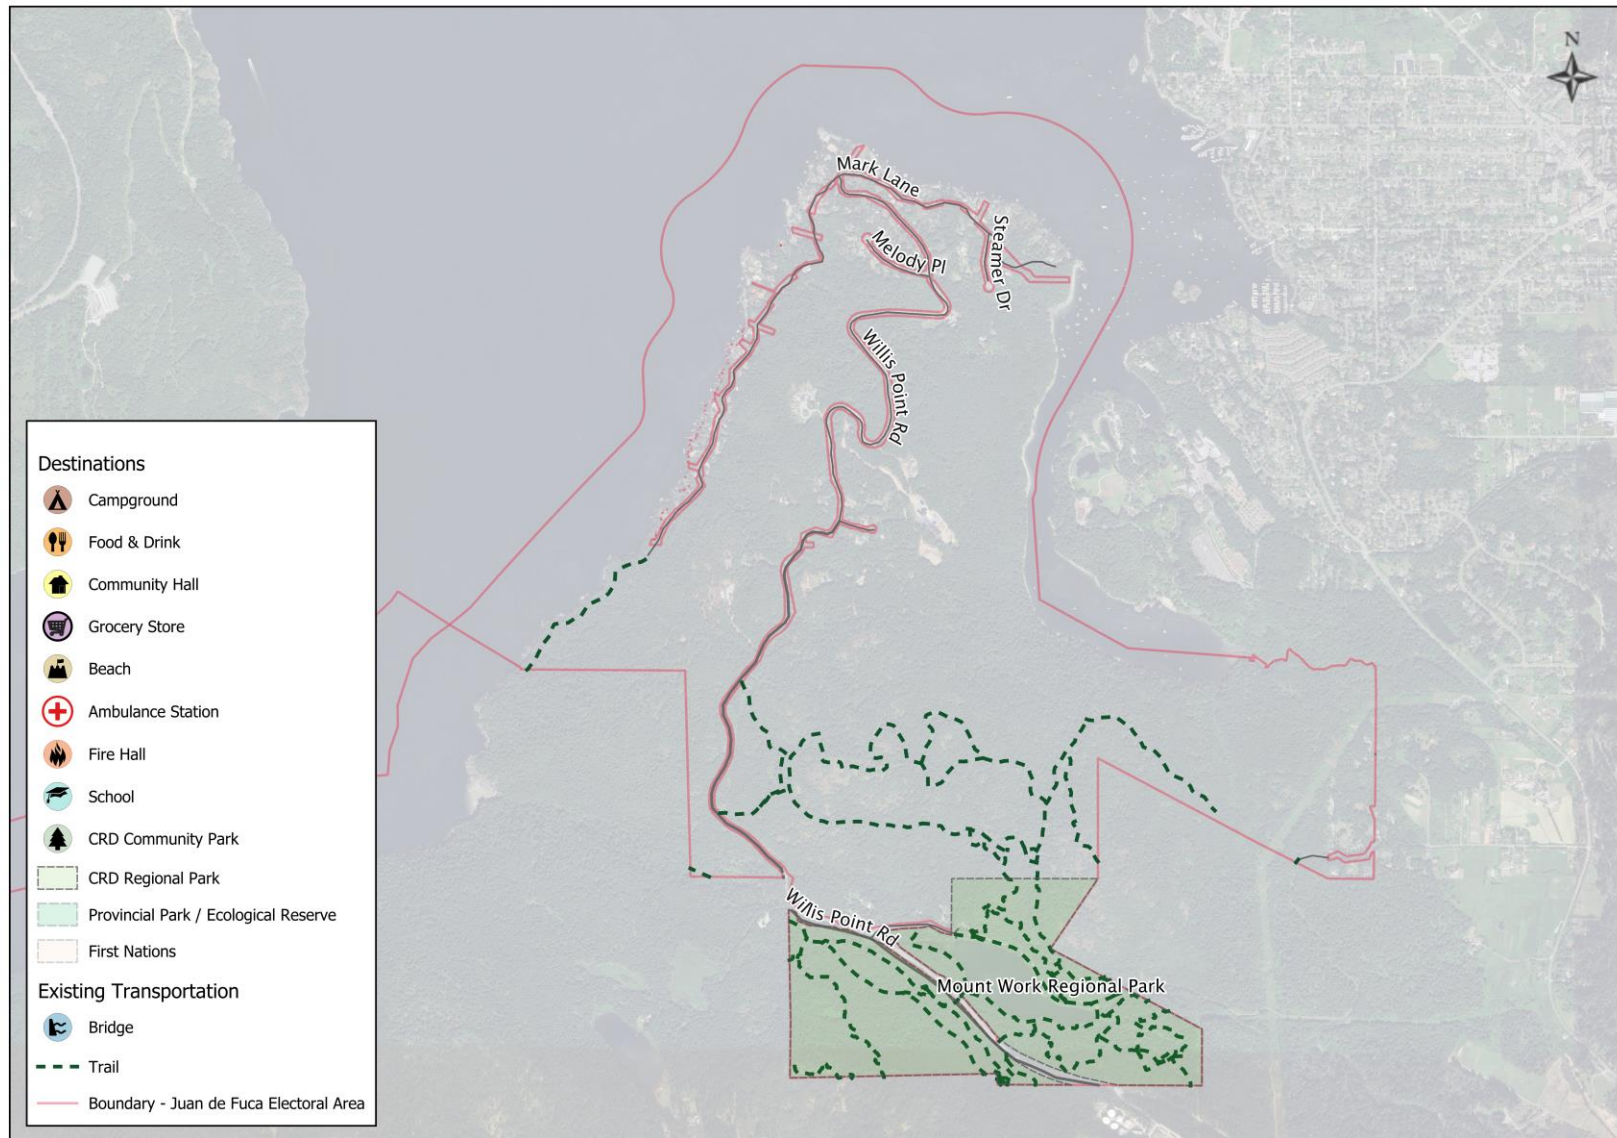 N
Mark Lane
Steamer Dr
Melody Pl
Willis Point Rd
Destinations
Campground
Food & Drink
Community Hall
Grocery Store
Beach
Ambulance Station
Fire Hall
School
CRD Community Park
CRD Regional Park
Provincial Park / Ecological Reserve
First Nations
Existing Transportation
Bridge
Trail
Boundary - Juan de Fuca Electoral Area
Willis Point Rd
Mount Work Regional Park